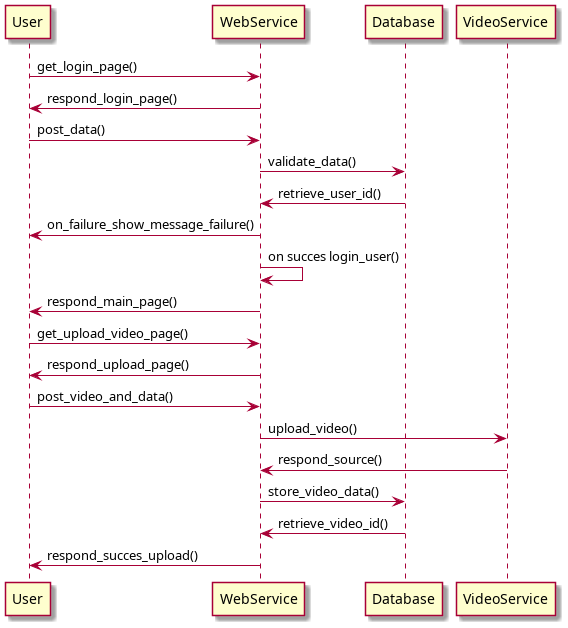 User WebService Database VideoService
get_login_page()
respond_login_page()
post_data()
validate_data()
retrieve_user_id()
on_failure_show_message_failure()
on succes login_user()
respond_main_page()
get_upload_video_page()
respond_upload_page()
post_video_and_data()
upload_video()
respond_source()
store_video_data()
retrieve_video_id()
respond_succes_upload()
User WebService Database VideoService